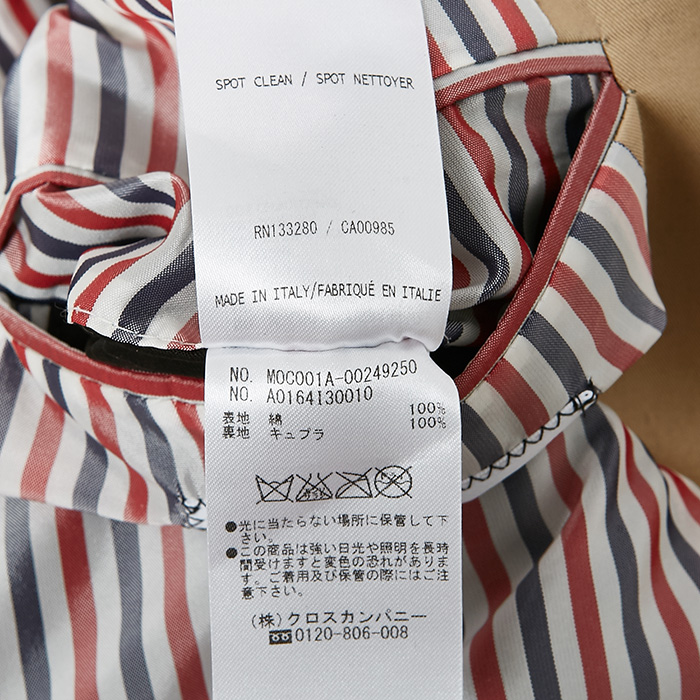 SPOT CLEAN / SPOT NETTOYER
RN133280 / CA00985
MADE IN ITALY/FABRIQUÉ EN ITALIE
NO. MOC001A-00249250
NO. A0164130010
表地 綿 100%
裏地 キュプラ 100%
●光に当たらない場所に保管して下
さい。
●この商品は強い日光や照明を長時
間受けますと変色の恐れがありま
す。ご着用及び保管の際にはご注
意下さい。
(株)クロスカンパニー
0120-806-008